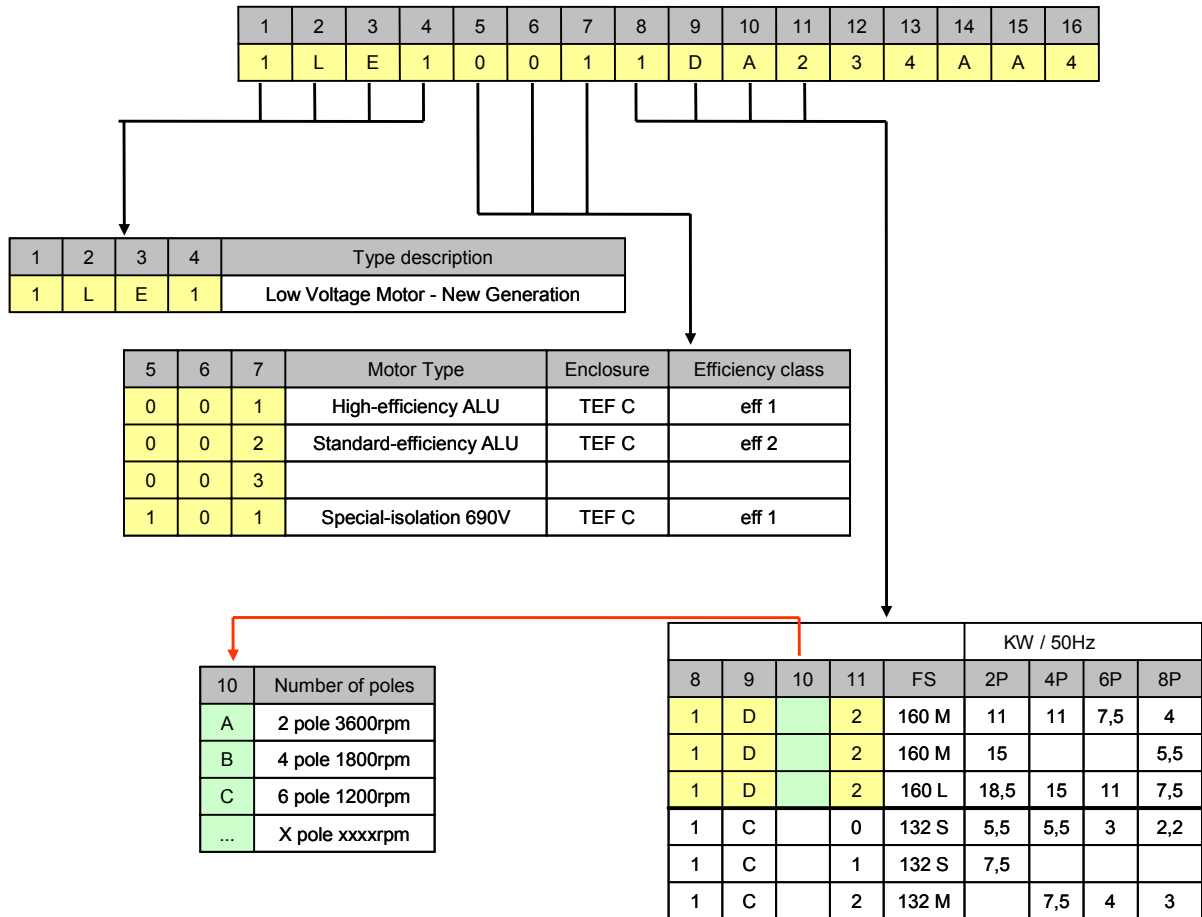 1 2 3 4 5 6 7 8 9 10 11 12 13 14 15 16
1 L E 1 0 0 1 1 D A 2 3 4 A A 4
1 2 3 4 Type description
1 L E 1 Low Voltage Motor - New Generation
5 6 7 Motor Type Enclosure Efficiency class
0 0 1 High-efficiency ALU TEF C eff 1
0 0 2 Standard-efficiency ALU TEF C eff 2
0 0 3
1 0 1 Special-isolation 690V TEF C eff 1
10 Number of poles
A 2 pole 3600rpm
B 4 pole 1800rpm
C 6 pole 1200rpm
... X pole xxxxrpm
KW / 50Hz
8 9 10 11 FS 2P 4P 6P 8P
1 D 2 160 M 11 11 7,5 4
1 D 2 160 M 15 5,5
1 D 2 160 L 18,5 15 11 7,5
1 C 0 132 S 5,5 5,5 3 2,2
1 C 1 132 S 7,5
1 C 2 132 M 7,5 4 3